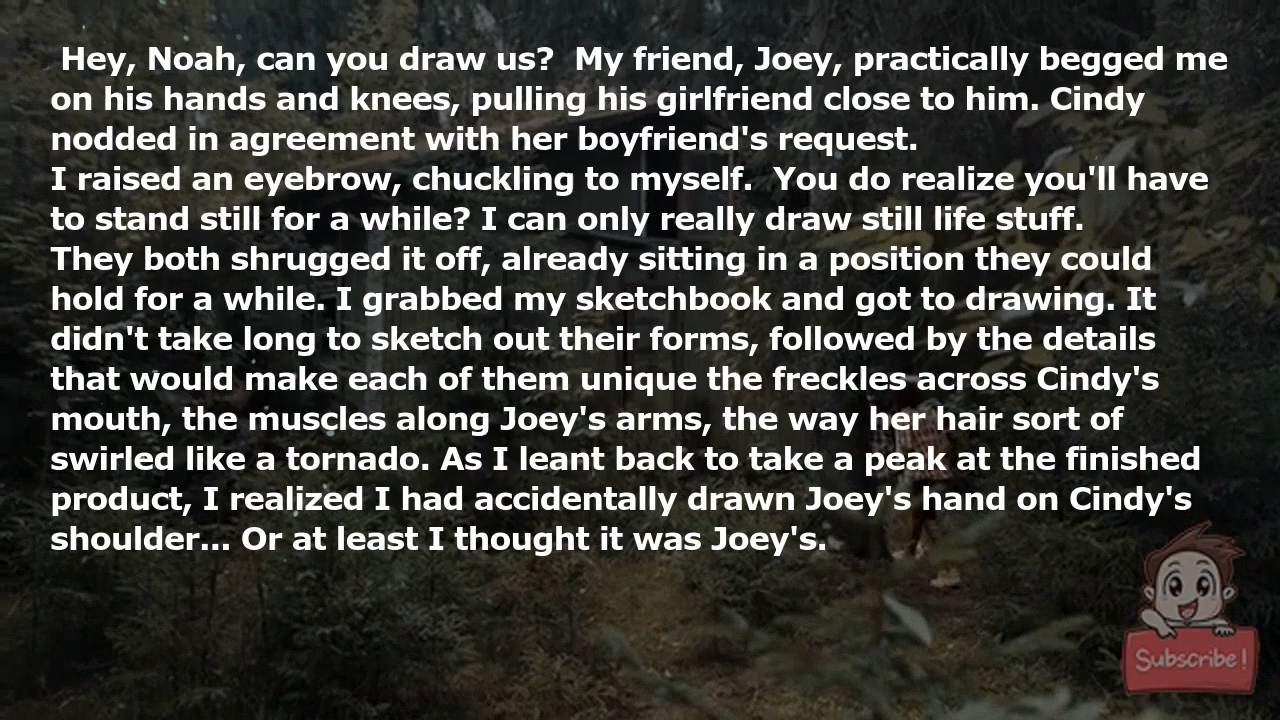 Hey, Noah, can you draw us?  My friend, Joey, practically begged me
on his hands and knees, pulling his girlfriend close to him. Cindy
nodded in agreement with her boyfriend's request.
I raised an eyebrow, chuckling to myself.  You do realize you'll have
to stand still for a while? I can only really draw still life stuff.
They both shrugged it off, already sitting in a position they could
hold for a while. I grabbed my sketchbook and got to drawing. It
didn't take long to sketch out their forms, followed by the details
that would make each of them unique the freckles across Cindy's
mouth, the muscles along Joey's arms, the way her hair sort of
swirled like a tornado. As I leant back to take a peak at the finished
product, I realized I had accidentally drawn Joey's hand on Cindy's
shoulder... Or at least I thought it was Joey's.
Subscribe!